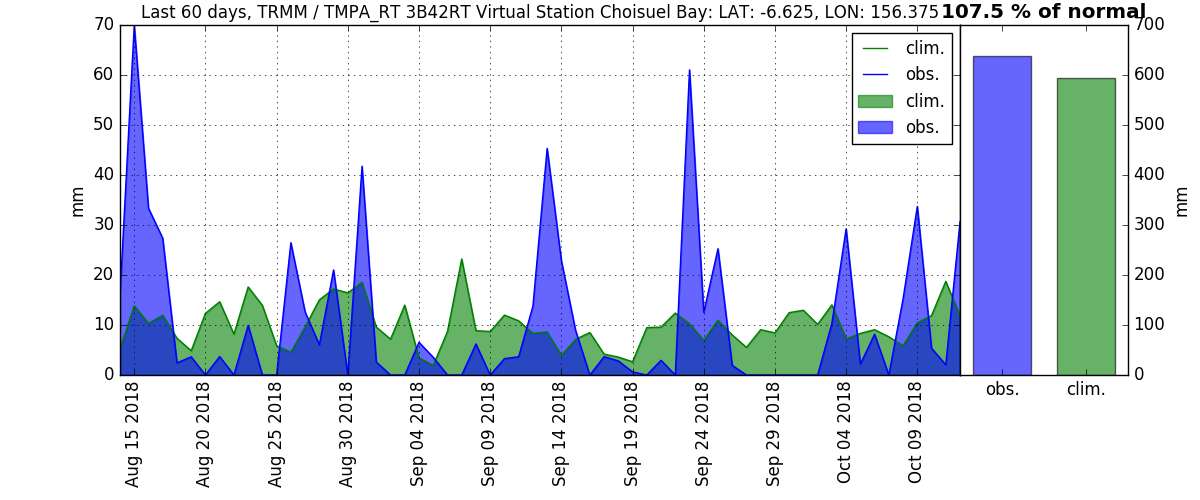 Last 60 days, TRMM / TMPA_RT 3B42RT Virtual Station Choisuel Bay: LAT: -6.625, LON: 156.375
107.5 % of normal
70
60
50
40
30
20
10
0
mm
clim.
obs.
clim.
obs.
700
600
500
400
300
200
100
0
mm
obs.
clim.
Aug 15 2018
Aug 20 2018
Aug 25 2018
Aug 30 2018
Sep 04 2018
Sep 09 2018
Sep 14 2018
Sep 19 2018
Sep 24 2018
Sep 29 2018
Oct 04 2018
Oct 09 2018